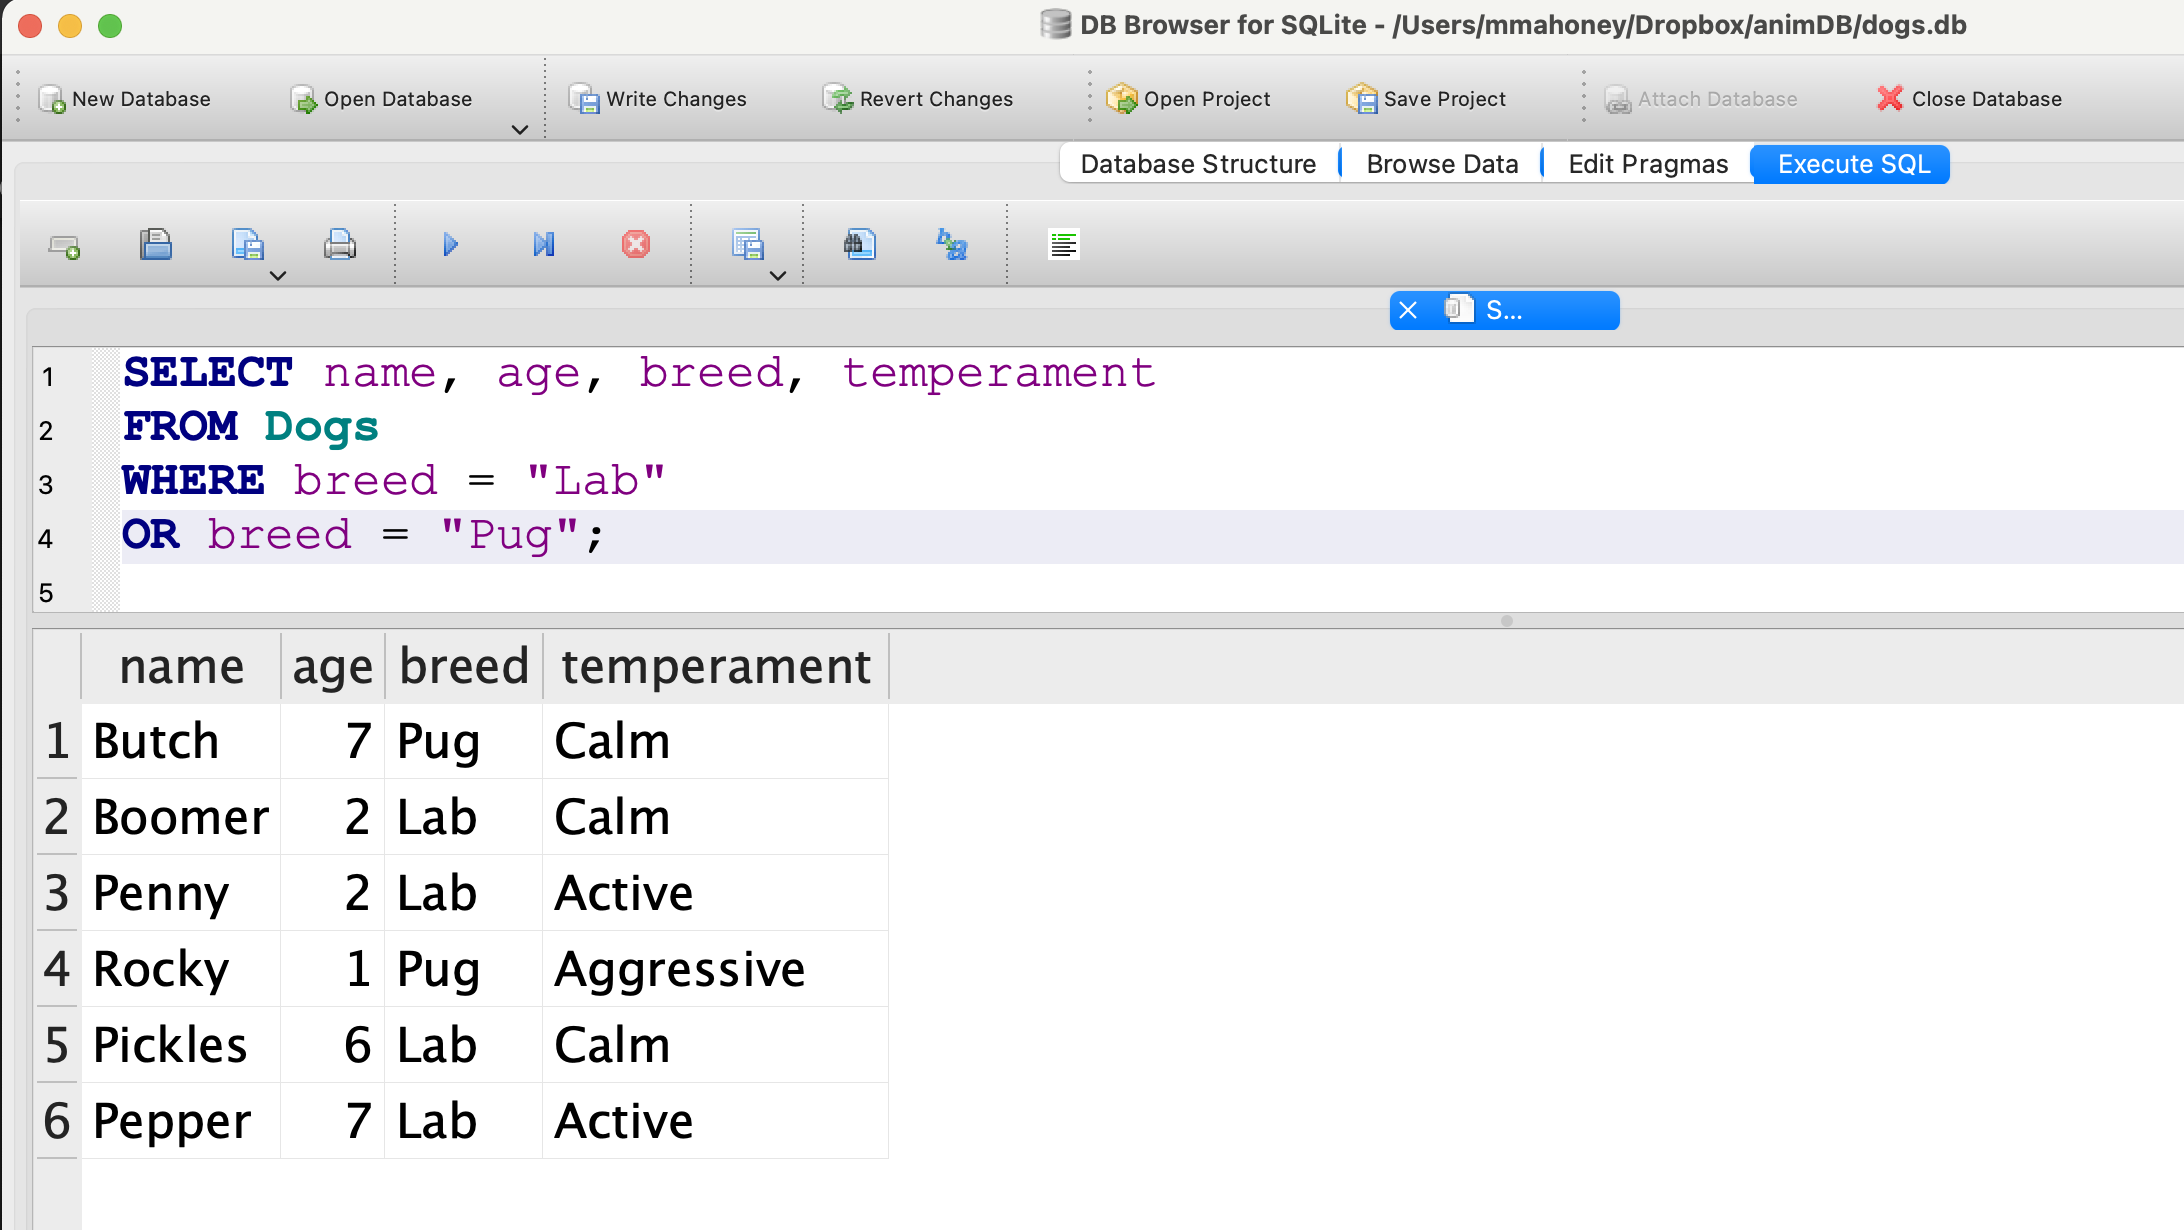 DB Browser for SQLite - /Users/mmahoney/Dropbox/animDB/dogs.db
New Database Open Database Write Changes Revert Changes Open Project Save Project Attach Database Close Database
Database Structure Browse Data Edit Pragmas Execute SQL
S...
1 SELECT name, age, breed, temperament
2 FROM Dogs
3 WHERE breed = "Lab"
4 OR breed = "Pug";
5
name age breed temperament
1 Butch 7 Pug Calm
2 Boomer 2 Lab Calm
3 Penny 2 Lab Active
4 Rocky 1 Pug Aggressive
5 Pickles 6 Lab Calm
6 Pepper 7 Lab Active